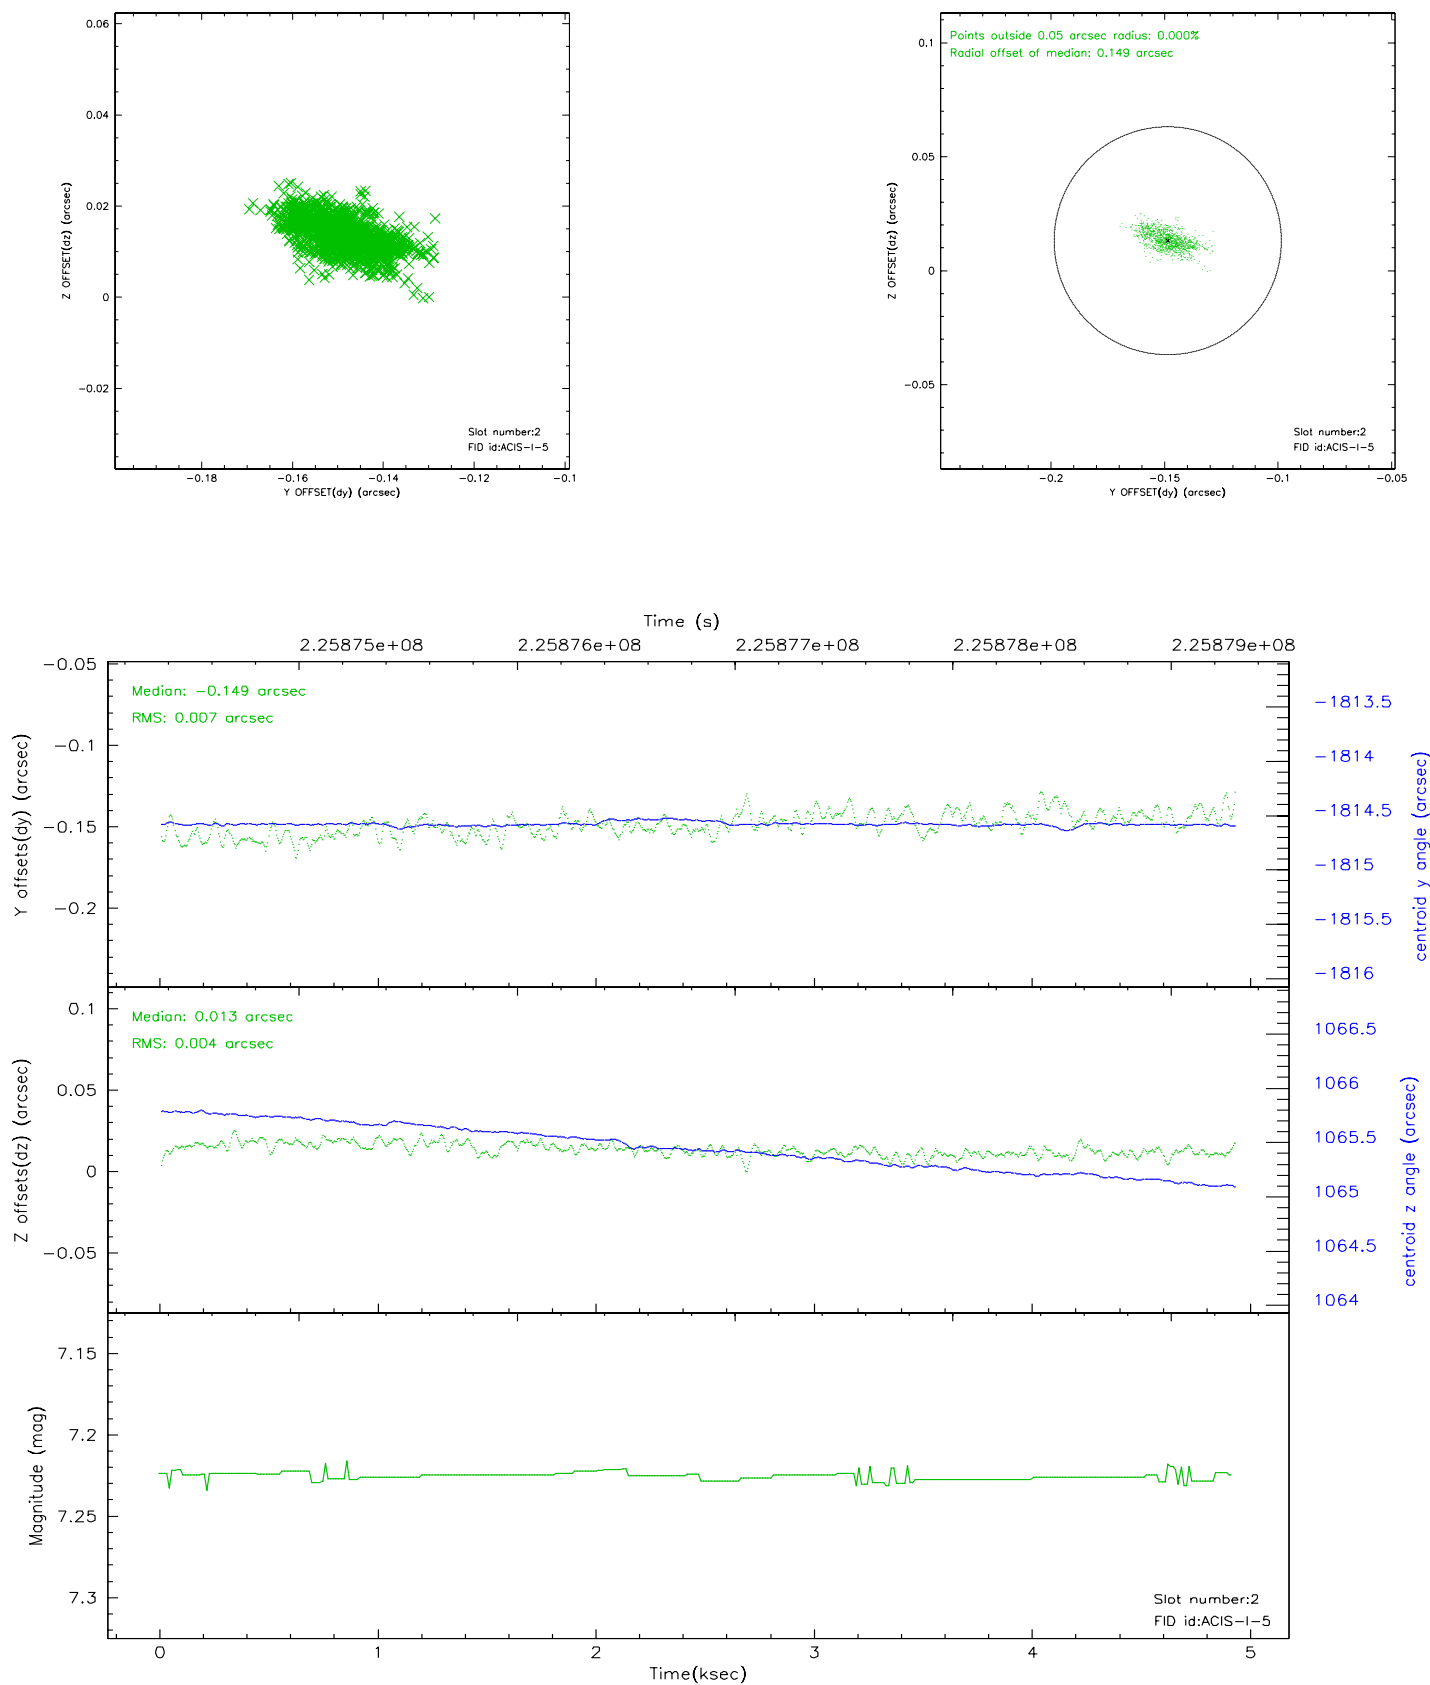 0.06
0.04
0.02
0
-0.02
Z OFFSET(dz) (arcsec)
Slot number:2
FID id:ACIS-I-5
-0.18
-0.16
-0.14
-0.12
-0.1
Y OFFSET(dy) (arcsec)
Points outside 0.05 arcsec radius: 0.000%
Radial offset of median: 0.149 arcsec
0.1
0.05
0
-0.05
Z OFFSET(dz) (arcsec)
Slot number:2
FID id:ACIS-I-5
-0.2
-0.15
-0.1
-0.05
Y OFFSET(dy) (arcsec)
Time (s)
2.25875e+08
2.25876e+08
2.25877e+08
2.25878e+08
2.25879e+08
Median: -0.149 arcsec
RMS: 0.007 arcsec
-0.05
-0.1
-0.15
-0.2
Y offsets(dy) (arcsec)
-1813.5
-1814
-1814.5
-1815
-1815.5
-1816
centroid y angle (arcsec)
Median: 0.013 arcsec
RMS: 0.004 arcsec
0.1
0.05
0
-0.05
Z offsets(dz) (arcsec)
1066.5
1066
1065.5
1065
1064.5
1064
centroid z angle (arcsec)
7.15
7.2
7.25
7.3
Magnitude (mag)
Slot number:2
FID id:ACIS-I-5
0
1
2
3
4
5
Time(ksec)